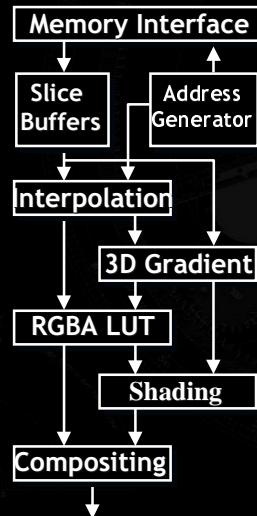 Memory Interface
Slice
Buffers
Address
Generator
Interpolation
3D Gradient
RGBA LUT
Shading
Compositing